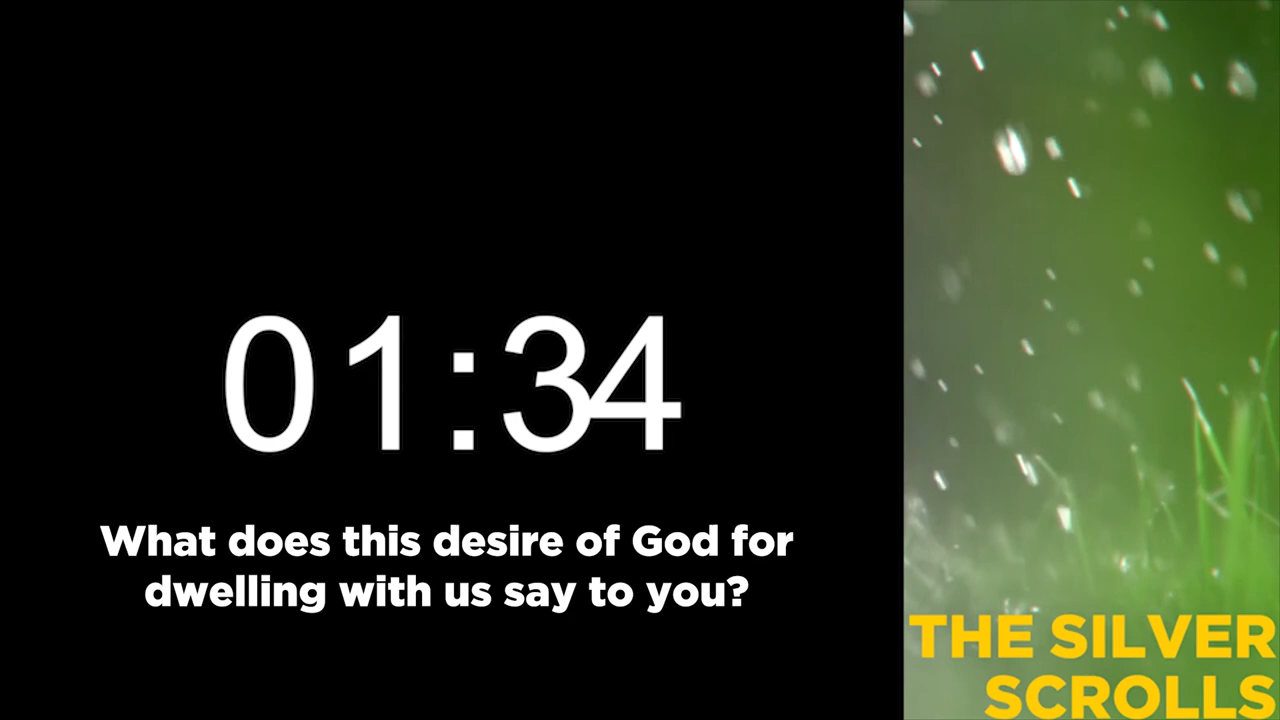 01:34
What does this desire of God for
dwelling with us say to you?
THE SILVER
SCROLLS